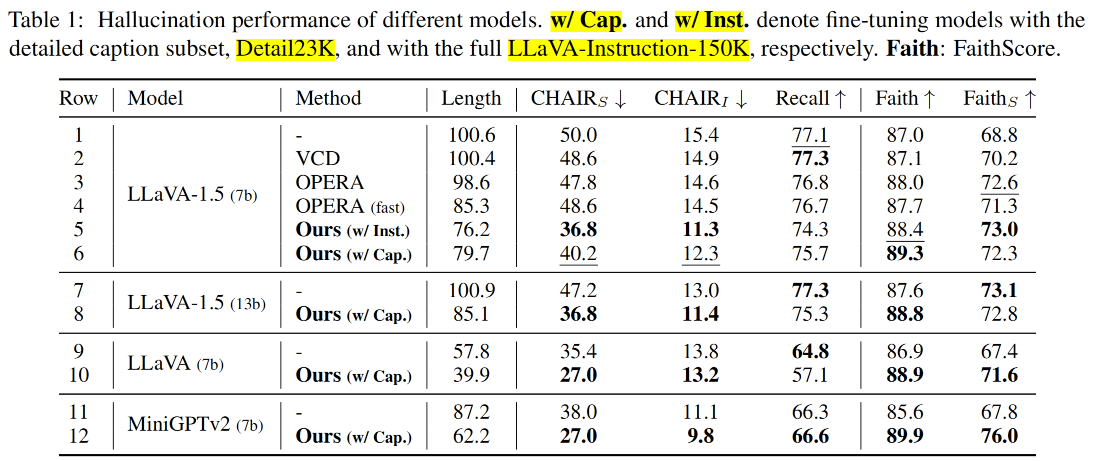 Table 1: Hallucination performance of different models. w/ Cap. and w/ Inst. denote fine-tuning models with the
detailed caption subset, Detail23K, and with the full LLaVA-Instruction-150K, respectively. Faith: FaithScore.
Row Model Method Length CHAIR_S ↓ CHAIR_I ↓ Recall ↑ Faith ↑ Faith_S ↑
1 - 100.6 50.0 15.4 77.1 87.0 68.8
2 VCD 100.4 48.6 14.9 77.3 87.1 70.2
3 OPERA 98.6 47.8 14.6 76.8 88.0 72.6
LLaVA-1.5 (7b)
4 OPERA (fast) 85.3 48.6 14.5 76.7 87.7 71.3
5 Ours (w/ Inst.) 76.2 36.8 11.3 74.3 88.4 73.0
6 Ours (w/ Cap.) 79.7 40.2 12.3 75.7 89.3 72.3
7 - 100.9 47.2 13.0 77.3 87.6 73.1
LLaVA-1.5 (13b)
8 Ours (w/ Cap.) 85.1 36.8 11.4 75.3 88.8 72.8
9 - 57.8 35.4 13.8 64.8 86.9 67.4
LLaVA (7b)
10 Ours (w/ Cap.) 39.9 27.0 13.2 57.1 88.9 71.6
11 - 87.2 38.0 11.1 66.3 85.6 67.8
MiniGPTv2 (7b)
12 Ours (w/ Cap.) 62.2 27.0 9.8 66.6 89.9 76.0